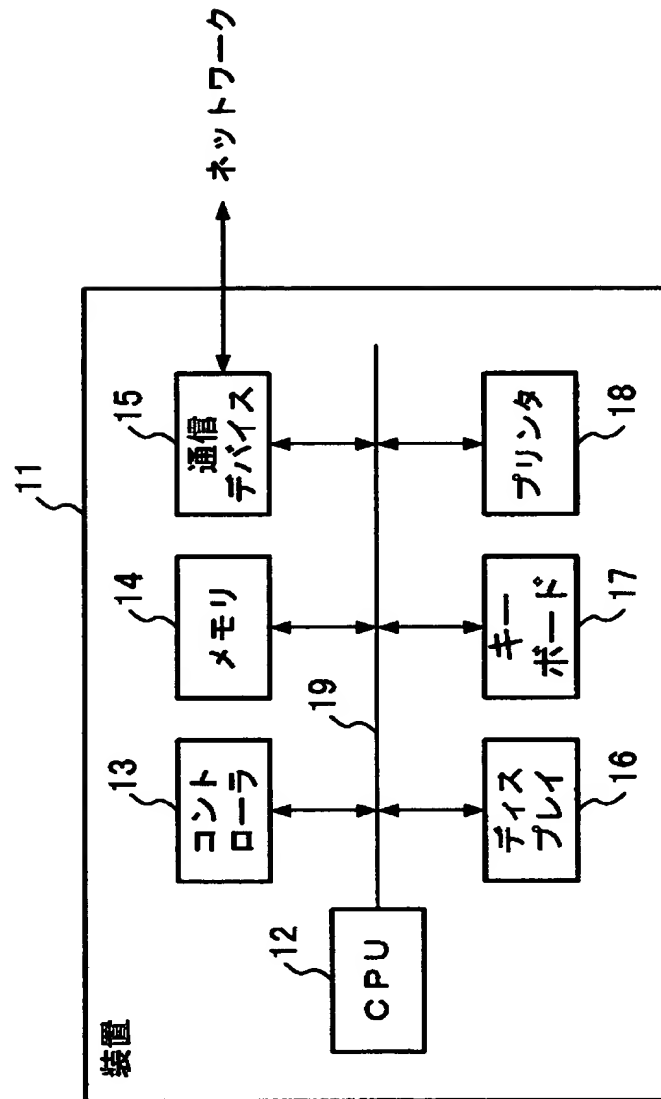 装置
11
12
CPU
13
コント
ローラ
14
メモリ
15
通信
デバイス
ネットワーク
19
ディス
プレイ
16
キー
ボード
17
プリンタ
18